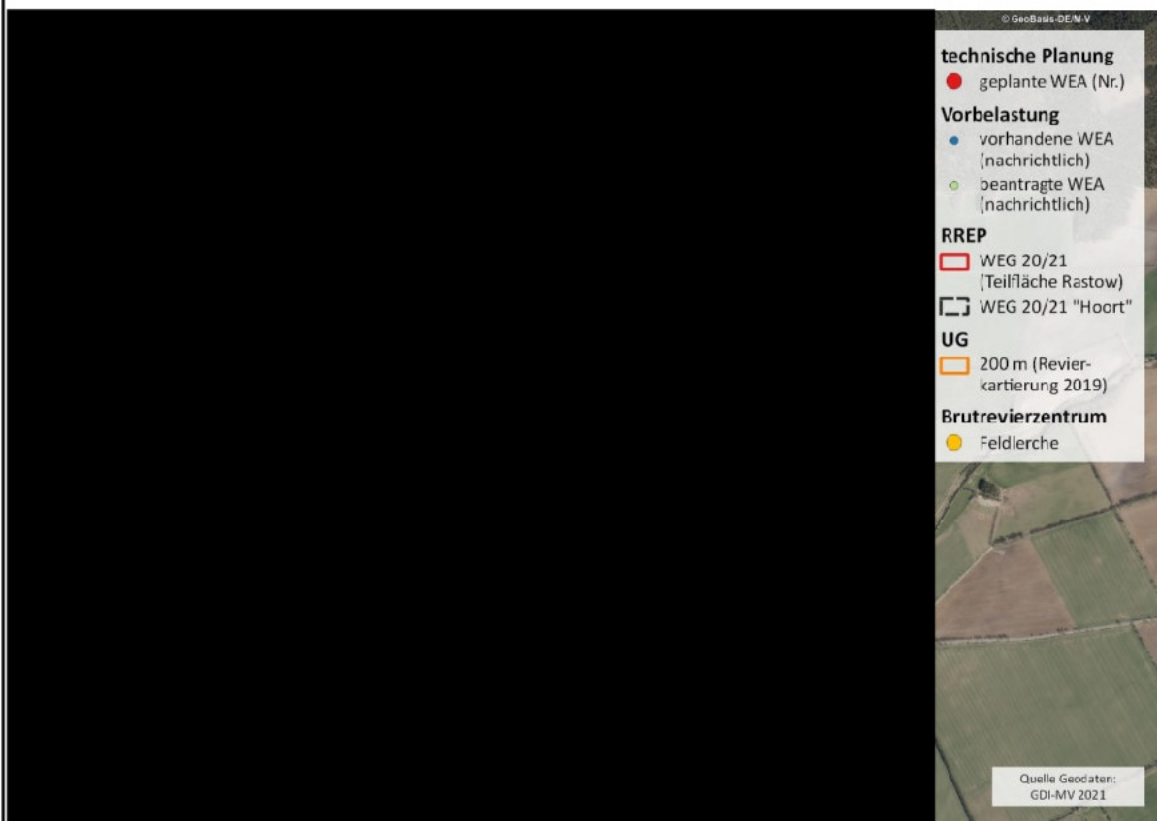 © GeoBasis-DE/M-V
technische Planung
geplante WEA (Nr.)
Vorbelastung
vorhandene WEA
(nachrichtlich)
beantragte WEA
(nachrichtlich)
RREP
WEG 20/21
(Teilfläche Rastow)
WEG 20/21 "Hoort"
UG
200 m (Revier-
kartierung 2019)
Brutrevierzentrum
Feldlerche
Quelle Geodaten:
GDI-MV 2021